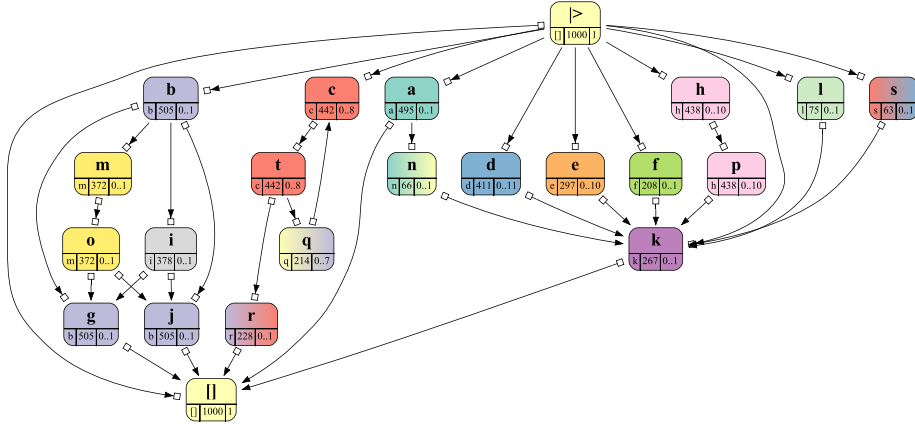 |>
[] 1000 1
b
b 505 0..1
c
c 442 0..8
a
a 495 0..1
h
h 438 0..10
l
l 75 0..1
s
s 63 0..1
m
m 372 0..1
t
c 442 0..8
n
n 66 0..1
d
d 411 0..11
e
e 297 0..10
f
f 208 0..1
p
h 438 0..10
o
m 372 0..1
i
i 378 0..1
q
q 214 0..7
k
k 267 0..1
g
b 505 0..1
j
b 505 0..1
r
r 228 0..1
[]
[] 1000 1